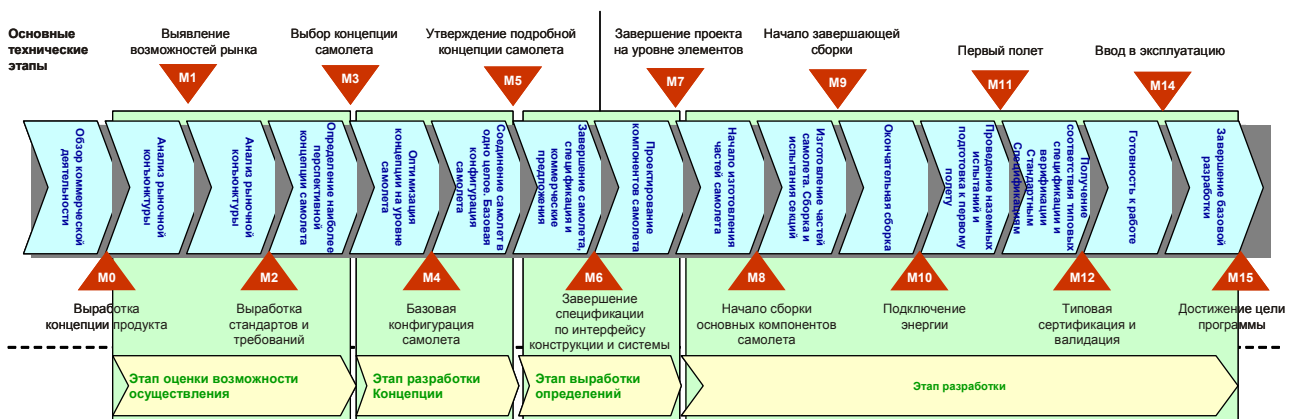 Основные
технические
этапы
Выявление
возможностей рынка
Выбор концепции
самолета
Утверждение подробной
концепции самолета
Завершение проекта
на уровне элементов
Начало завершающей
сборки
Первый полет
Ввод в эксплуатацию
M1
M3
M5
M7
M9
M11
M14
Обзор коммерческой
деятельности
Анализ рыночной
конъюнктуры
Анализ рыночной
конъюнктуры
Определение наиболее
перспективной
концепции самолета
Оптимизация
концепции на уровне
самолета
Соединение самолет в
одно целое. Базовая
конфигурация
самолета
Завершение самолета,
спецификация и
коммерческие
предложения
Проектирование
компонентов самолета
Начало изготовления
частей самолета
Изготовление частей
самолета. Сборка и
испытания секций
Окончательная сборка
Проведение наземных
испытаний и
подготовка к первому
полету
Получение
соответствия типовых
спецификации и
верификации
Стандартным
Спецификациям
Готовность к работе
Завершение базовой
разработки
M0
M2
M4
M6
M8
M10
M12
M15
Выработка
концепции продукта
Выработка
стандартов и
требований
Базовая
конфигурация
самолета
Завершение
спецификации
по интерфейсу
конструкции и системы
Начало сборки
основных компонентов
самолета
Подключение
энергии
Типовая
сертификация и
валидация
Достижение цели
программы
Этап оценки возможности
осуществления
Этап разработки
Концепции
Этап выработки
определений
Этап разработки